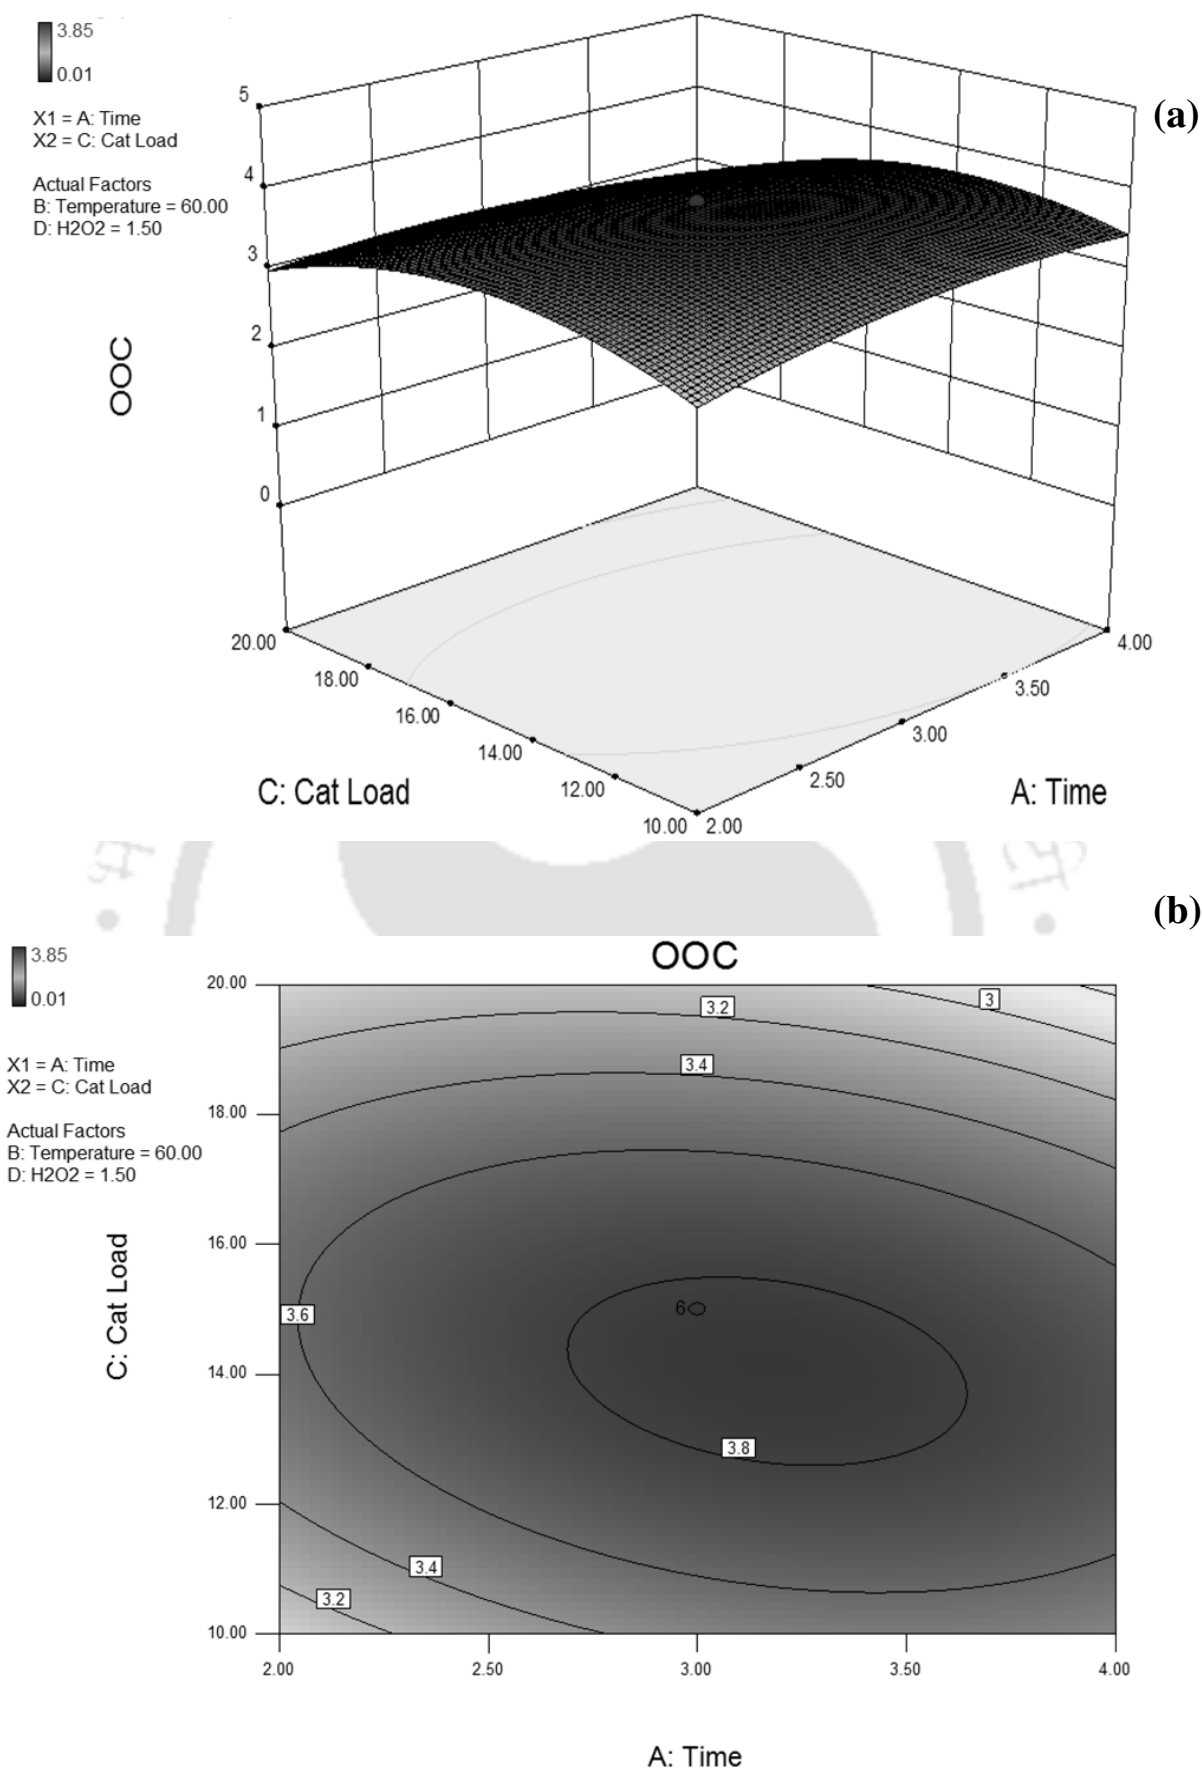 3.85
0.01
X1 = A: Time
X2 = C: Cat Load
Actual Factors
B: Temperature = 60.00
D: H2O2 = 1.50
(a)
5
4
3
2
1
0
OOC
20.00
18.00
16.00
14.00
12.00
10.00
2.00
2.50
3.00
3.50
4.00
C: Cat Load
A: Time
(b)
OOC
3.85
0.01
X1 = A: Time
X2 = C: Cat Load
Actual Factors
B: Temperature = 60.00
D: H2O2 = 1.50
C: Cat Load
20.00
18.00
16.00
14.00
12.00
10.00
3.2
3
3.4
3.6
6
3.8
3.4
3.2
2.00
2.50
3.00
3.50
4.00
A: Time